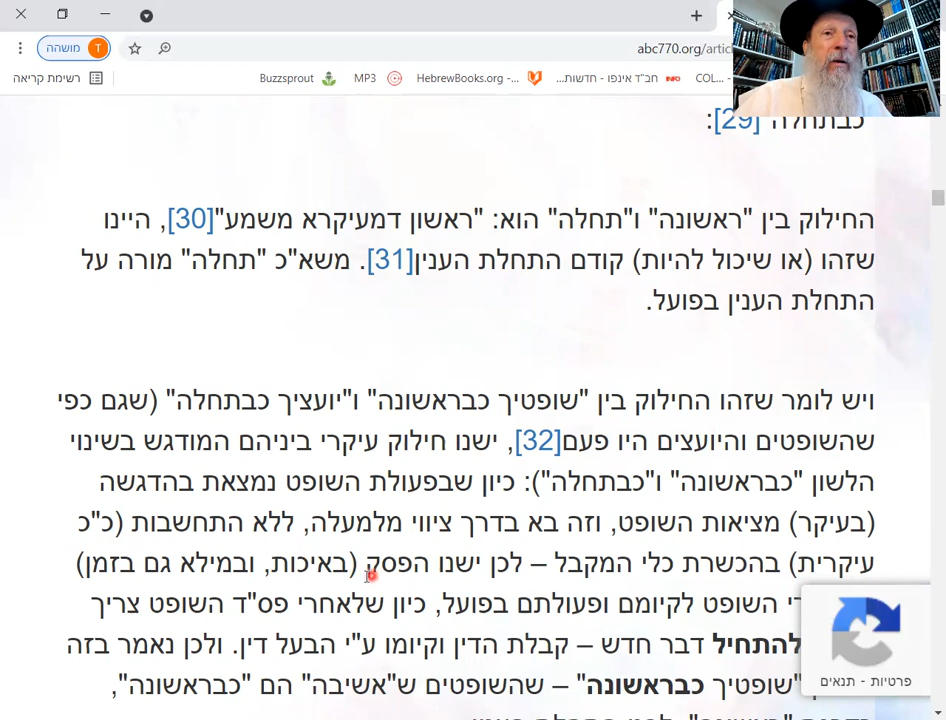 מושהה
T
abc770.org/artic
רשימת קריאה
Buzzsprout
MP3
HebrewBooks.org -...
חב"ד אינפו - חדשות...
INFO
COL...
כבתחלה [29]:
החילוק בין "ראשונה" ו"תחלה" הוא: "ראשון דמעיקרא משמע"[30], היינו
שזהו (או שיכול להיות) קודם התחלת הענין[31]. משא"כ "תחלה" מורה על
התחלת הענין בפועל.
ויש לומר שזהו החילוק בין "שופטיך כבראשונה" ו"יועציך כבתחלה" (שגם כפי
שהשופטים והיועצים היו פעם[32], ישנו חילוק עיקרי ביניהם המודגש בשינוי
הלשון "כבראשונה" ו"כבתחלה"): כיון שבפעולת השופט נמצאת בהדגשה
(בעיקר) מציאות השופט, וזה בא בדרך ציווי מלמעלה, ללא התחשבות (כ"כ
עיקרית) בהכשרת כלי המקבל – לכן ישנו הפסק (באיכות, ובמילא גם בזמן)
די השופט לקיומם ופעולתם בפועל, כיון שלאחרי פס"ד השופט צריך
להתחיל דבר חדש – קבלת הדין וקיומו ע"י הבעל דין. ולכן נאמר בזה
"שופטיך כבראשונה" – שהשופטים ש"אשיבה" הם "כבראשונה",
פרטיות - תנאים